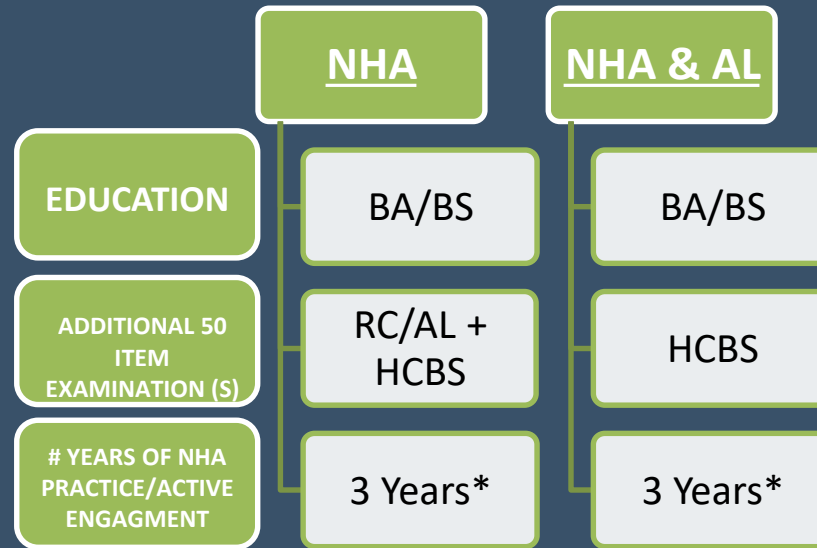 NHA
NHA & AL
EDUCATION
BA/BS
BA/BS
ADDITIONAL 50
ITEM
EXAMINATION (S)
RC/AL +
HCBS
HCBS
# YEARS OF NHA
PRACTICE/ACTIVE
ENGAGMENT
3 Years*
3 Years*